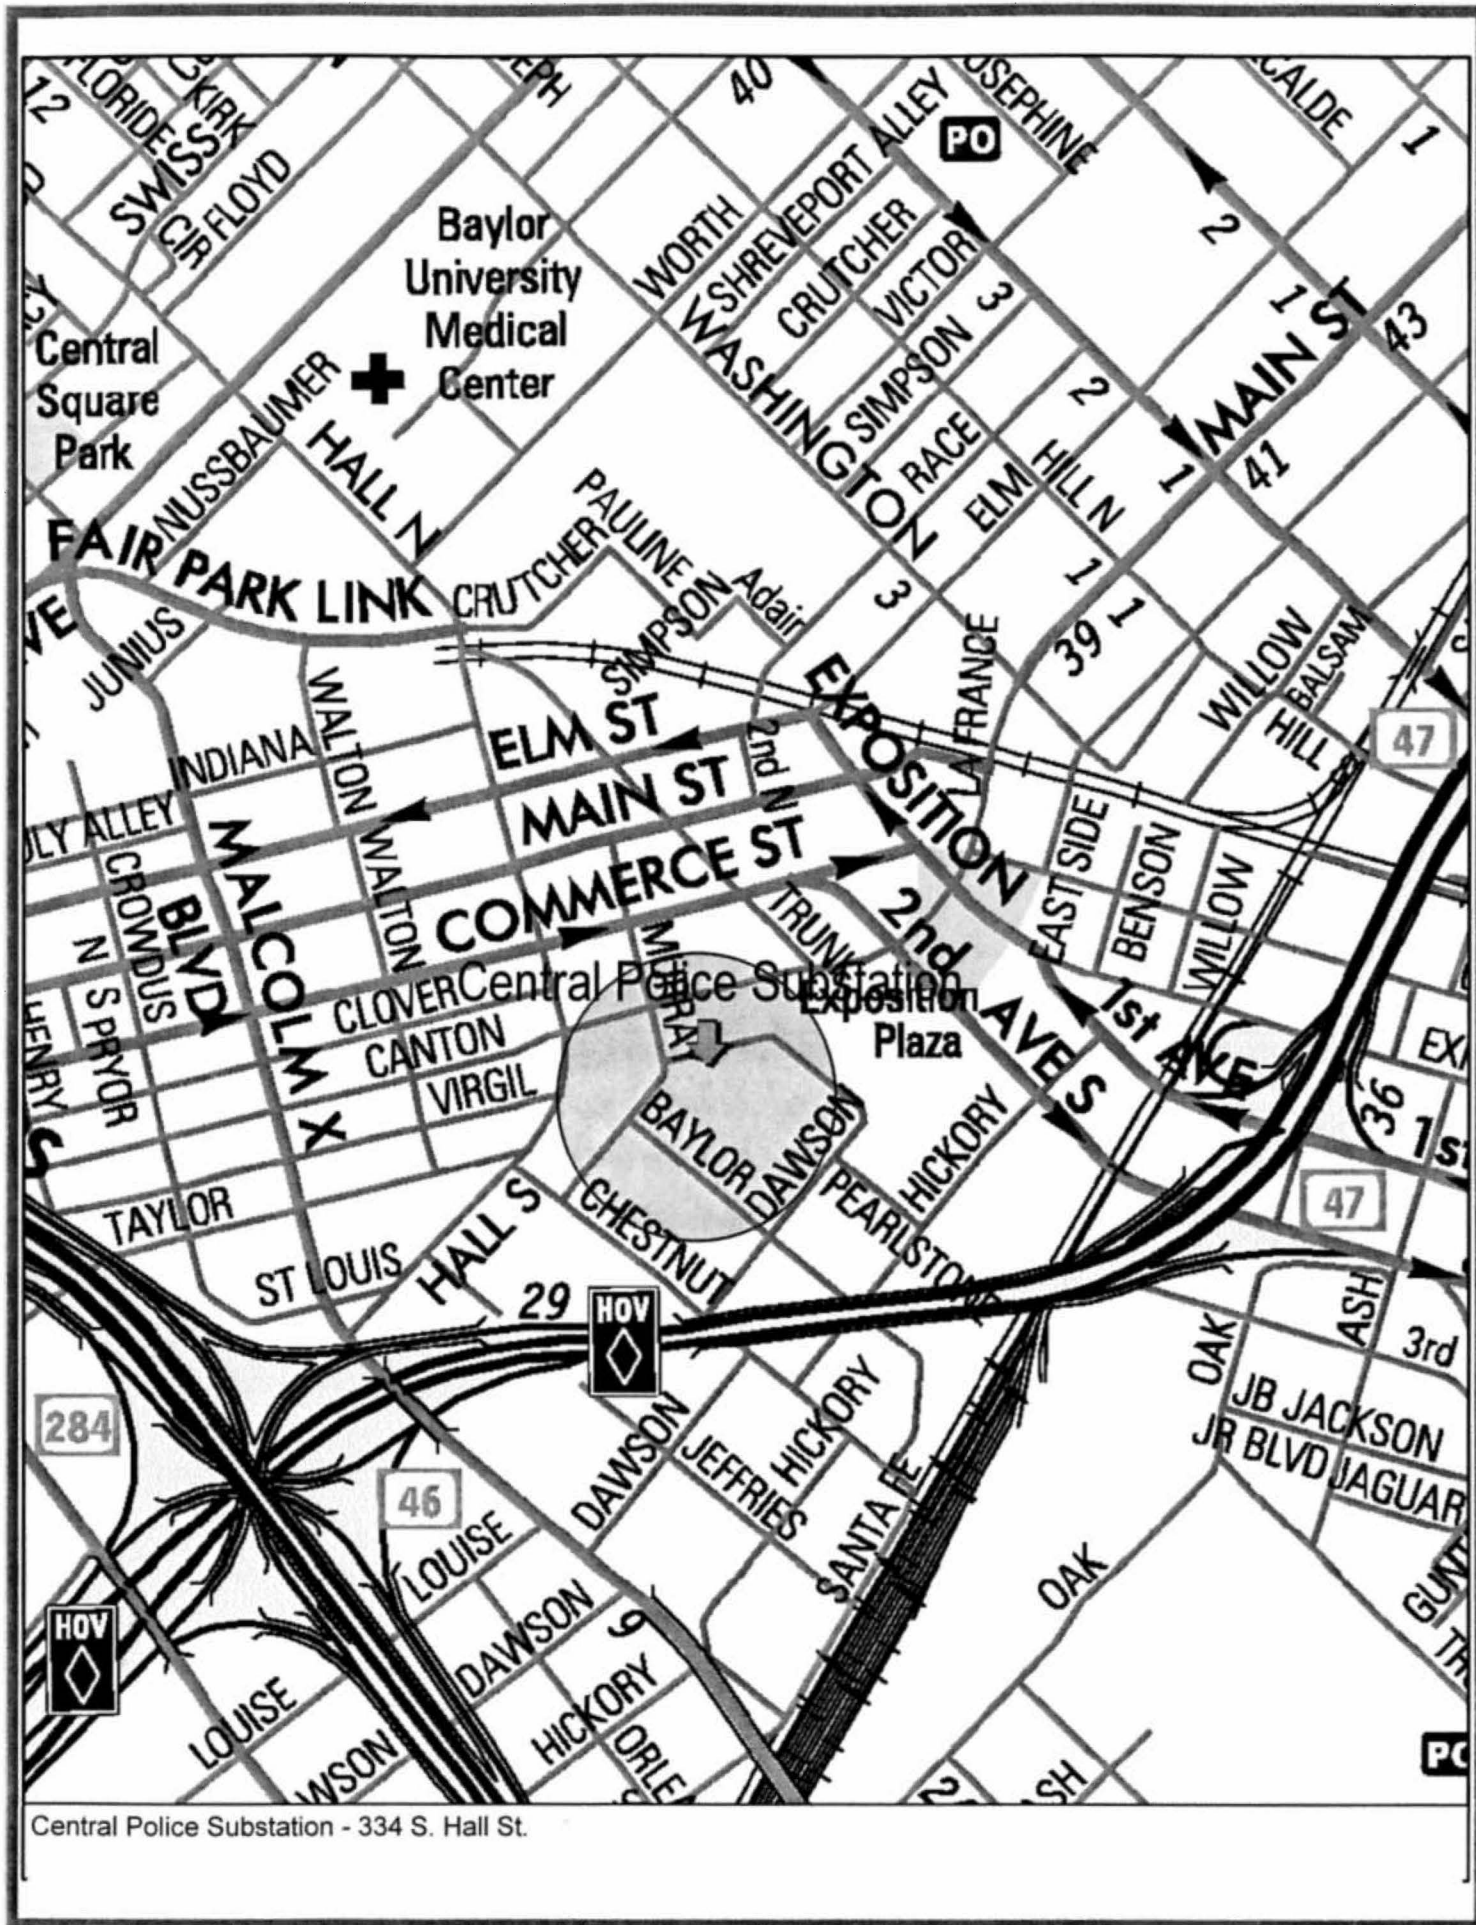 12
FLORIDE
KIRK
SWISS
CIR
FLOYD
40
SHREVEPORT ALLEY
PO
JOSEPHINE
1
2
Baylor
University
Medical
Center
WORTH
CRUTCHER
VICTOR
3
1
MAIN ST
43
Central
Square
Park
NUSSBAUMER
HALL N
WASHINGTON
SIMPSON
RACE
ELM
2
HILL N
1
41
FAIR PARK LINK
CRUTCHER
PAULINE
SIMPSON
Adair
3
1
1
39
JUNIUS
WALTON
EXPOSITION
LA FRANCE
WILLOW
BALSAM
HILL
47
INDIANA
ELM ST
2nd N
MAIN ST
COMMERCE ST
ALLEY
CROWDUS
MALCOLM X
BLVD
WALTON
MURRAY
TRUNK
2nd AVE S
EAST SIDE
BENSON
WILLOW
N S PRYOR
HENRY
CLOVER
Central Police Substation
Exposition
Plaza
CANTON
VIRGIL
1st AVE
36
1st
BAYLOR
DAWSON
HICKORY
PEARLSTONE
47
TAYLOR
CHESTNUT
HALL S
ST LOUIS
29
HOV
OAK
ASH
3rd
284
46
DAWSON
JEFFRIES
HICKORY
SANTA FE
JB JACKSON
JR BLVD
JAGUAR
LOUISE
DAWSON
9
OAK
HOV
LOUISE
HICKORY
Central Police Substation - 334 S. Hall St.